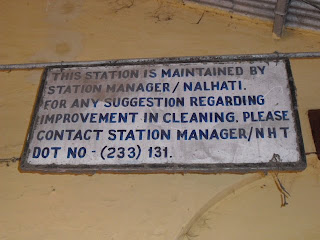 THIS STATION IS MAINTAINED BY
STATION MANAGER/NALHATI.
FOR ANY SUGGESTION REGARDING
IMPROVEMENT IN CLEANING, PLEASE
CONTACT STATION MANAGER/NHT
DOT NO - (233) 131.